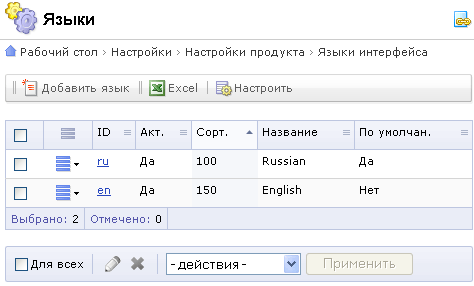 Языки
Рабочий стол > Настройки > Настройки продукта > Языки интерфейса
Добавить язык Excel Настроить
ID Акт. Сорт. Название По умолчан.
ru Да 100 Russian Да
en Да 150 English Нет
Выбрано: 2 Отмечено: 0
Для всех - действия - Применить